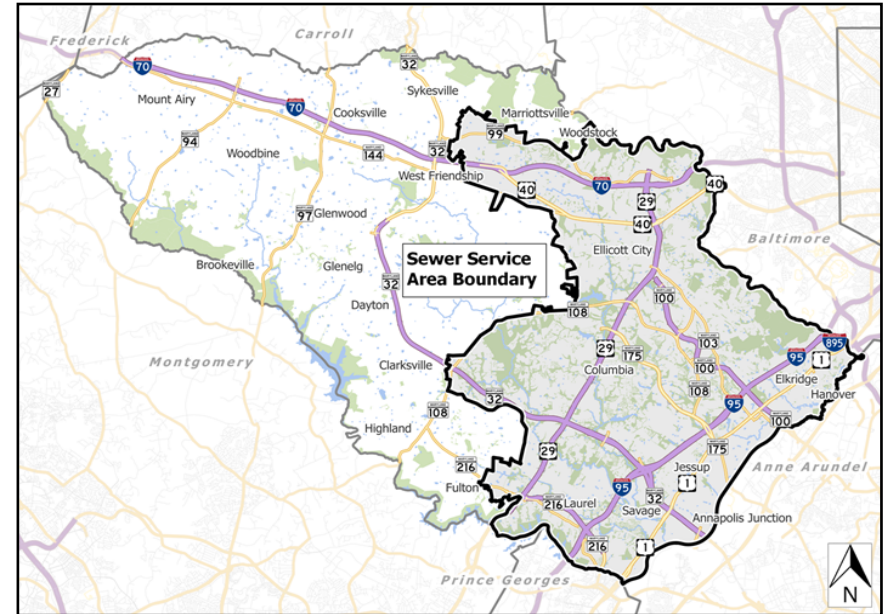 Frederick
Carroll
70
32
27
Mount Airy
Sykesville
70
Cooksville
Marriottsville
99
Woodstock
94
144
32
Woodbine
West Friendship
40
70
40
29
97
Glenwood
40
Ellicott City
Baltimore
Brookeville
Glenelg
Sewer Service
Area Boundary
32
Dayton
100
108
103
895
Montgomery
29
175
95
1
Columbia
100
Clarksville
Elkridge
108
Hanover
32
95
108
100
Highland
29
175
216
Jessup
Anne Arundel
Fulton
95
1
32
216
Laurel
Savage
Annapolis Junction
216
1
Prince Georges
N